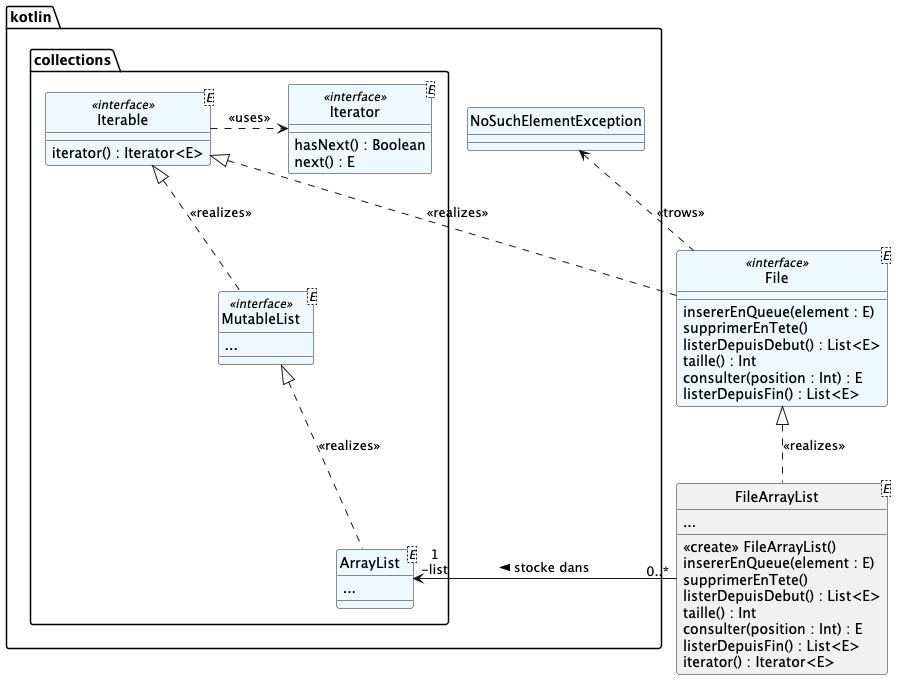 kotlin
collections
«interface»
Iterable
E
iterator() : Iterator<E>
«uses»
«interface»
Iterator
E
hasNext() : Boolean
next() : E
NoSuchElementException
«realizes»
«realizes»
«trows»
«interface»
File
E
insererEnQueue(element : E)
supprimerEnTete()
listerDepuisDebut() : List<E>
taille() : Int
consulter(position : Int) : E
listerDepuisFin() : List<E>
«interface»
MutableList
E
...
«realizes»
«realizes»
ArrayList
E
...
1
-list
◄ stocke dans
0..*
FileArrayList
E
...
«create» FileArrayList()
insererEnQueue(element : E)
supprimerEnTete()
listerDepuisDebut() : List<E>
taille() : Int
consulter(position : Int) : E
listerDepuisFin() : List<E>
iterator() : Iterator<E>